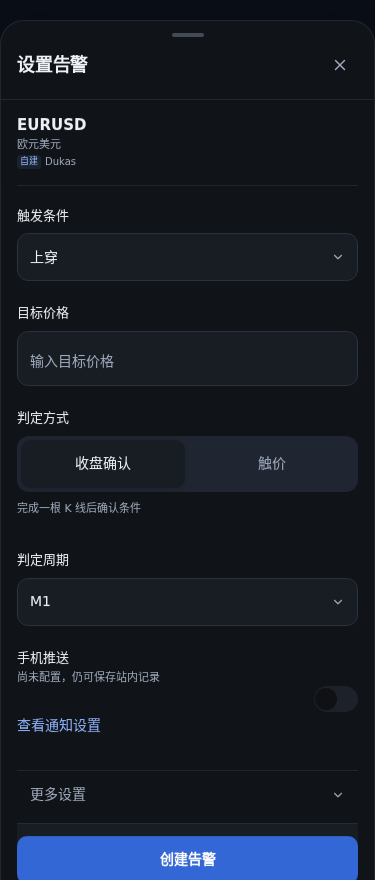 设置告警
EURUSD
欧元美元
自建 Dukas
触发条件
上穿
目标价格
输入目标价格
判定方式
收盘确认 触价
完成一根 K 线后确认条件
判定周期
M1
手机推送
尚未配置，仍可保存站内记录
查看通知设置
更多设置
创建告警